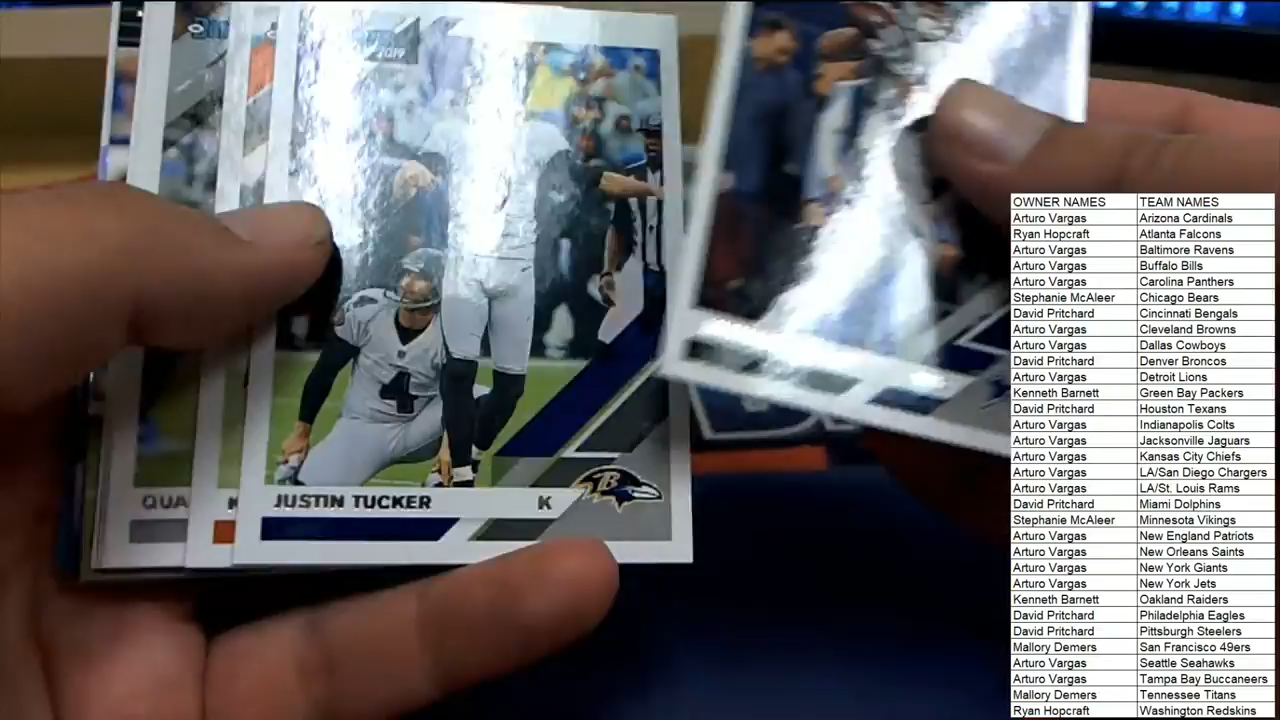 2019
QUA
K
JUSTIN TUCKER K
B
4
OWNER NAMES TEAM NAMES
Arturo Vargas Arizona Cardinals
Ryan Hopcraft Atlanta Falcons
Arturo Vargas Baltimore Ravens
Arturo Vargas Buffalo Bills
Arturo Vargas Carolina Panthers
Stephanie McAleer Chicago Bears
David Pritchard Cincinnati Bengals
Arturo Vargas Cleveland Browns
Arturo Vargas Dallas Cowboys
David Pritchard Denver Broncos
Arturo Vargas Detroit Lions
Kenneth Barnett Green Bay Packers
David Pritchard Houston Texans
Arturo Vargas Indianapolis Colts
Arturo Vargas Jacksonville Jaguars
Arturo Vargas Kansas City Chiefs
Arturo Vargas LA/San Diego Chargers
Arturo Vargas LA/St. Louis Rams
David Pritchard Miami Dolphins
Stephanie McAleer Minnesota Vikings
Arturo Vargas New England Patriots
Arturo Vargas New Orleans Saints
Arturo Vargas New York Giants
Arturo Vargas New York Jets
Kenneth Barnett Oakland Raiders
David Pritchard Philadelphia Eagles
David Pritchard Pittsburgh Steelers
Mallory Demers San Francisco 49ers
Arturo Vargas Seattle Seahawks
Arturo Vargas Tampa Bay Buccaneers
Mallory Demers Tennessee Titans
Ryan Hopcraft Washington Redskins